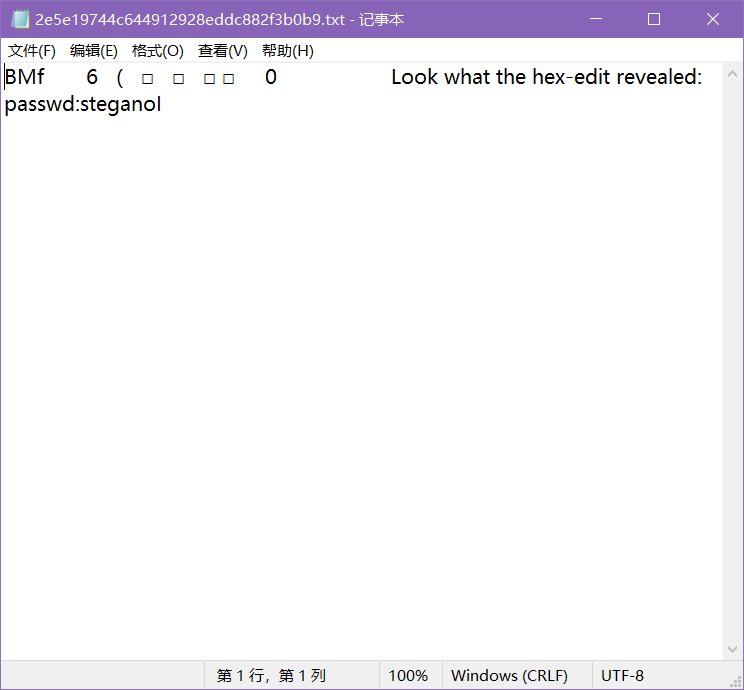 2e5e19744c644912928eddc882f3b0b9.txt - 记事本
文件(F) 编辑(E) 格式(O) 查看(V) 帮助(H)
BMf 6 ( □ □ □ □ 0 Look what the hex-edit revealed:
passwd:steganol
第 1 行，第 1 列 100% Windows (CRLF) UTF-8